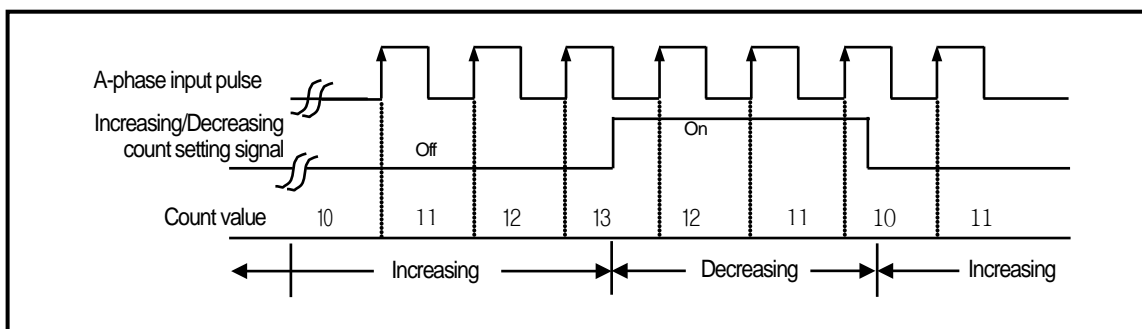 A-phase input pulse
Increasing/Decreasing
count setting signal
Off
On
Count value
10 11 12 13 12 11 10 11
Increasing Decreasing Increasing